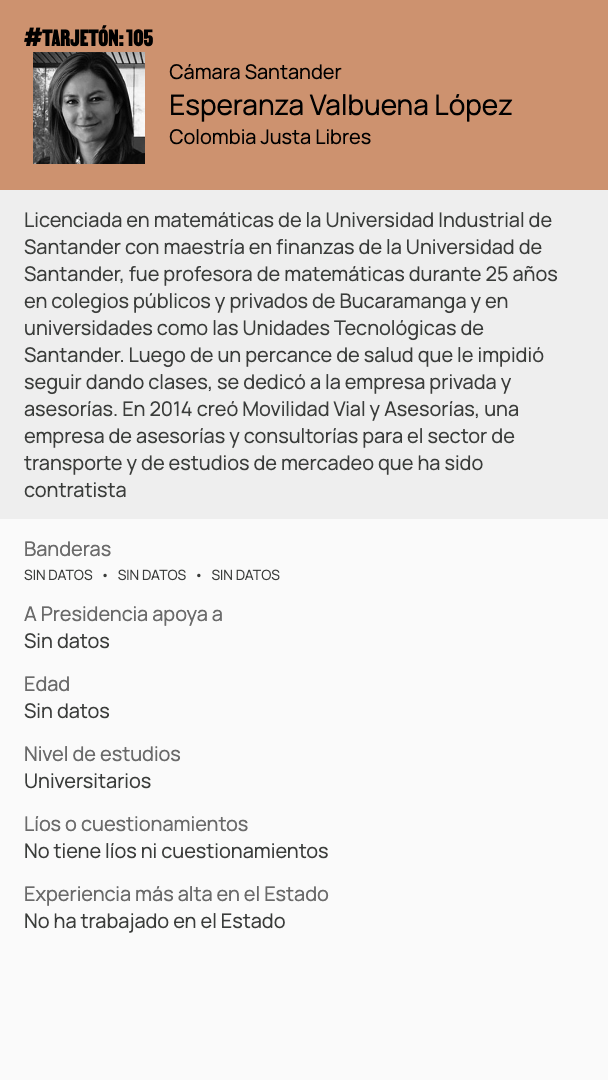 #TARJETÓN: 105
Cámara Santander
Esperanza Valbuena López
Colombia Justa Libres
Licenciada en matemáticas de la Universidad Industrial de
Santander con maestría en finanzas de la Universidad de
Santander, fue profesora de matemáticas durante 25 años
en colegios públicos y privados de Bucaramanga y en
universidades como las Unidades Tecnológicas de
Santander. Luego de un percance de salud que le impidió
seguir dando clases, se dedicó a la empresa privada y
asesorías. En 2014 creó Movilidad Vial y Asesorías, una
empresa de asesorías y consultorías para el sector de
transporte y de estudios de mercadeo que ha sido
contratista
Banderas
SIN DATOS • SIN DATOS • SIN DATOS
A Presidencia apoya a
Sin datos
Edad
Sin datos
Nivel de estudios
Universitarios
Líos o cuestionamientos
No tiene líos ni cuestionamientos
Experiencia más alta en el Estado
No ha trabajado en el Estado